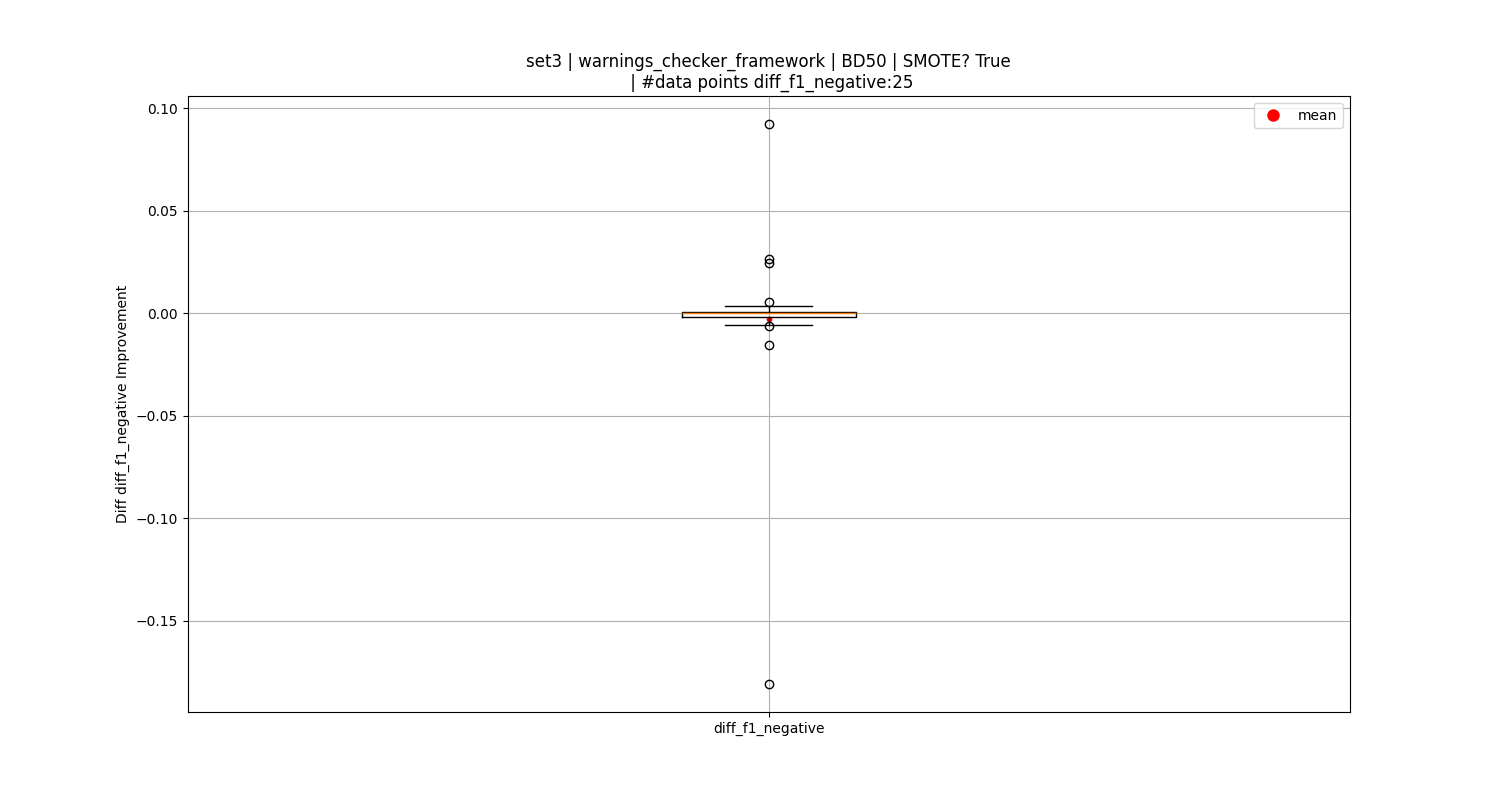 set3 | warnings_checker_framework | BD50 | SMOTE? True
| #data points diff_f1_negative:25
mean
0.10
0.05
0.00
−0.05
−0.10
−0.15
Diff diff_f1_negative Improvement
diff_f1_negative